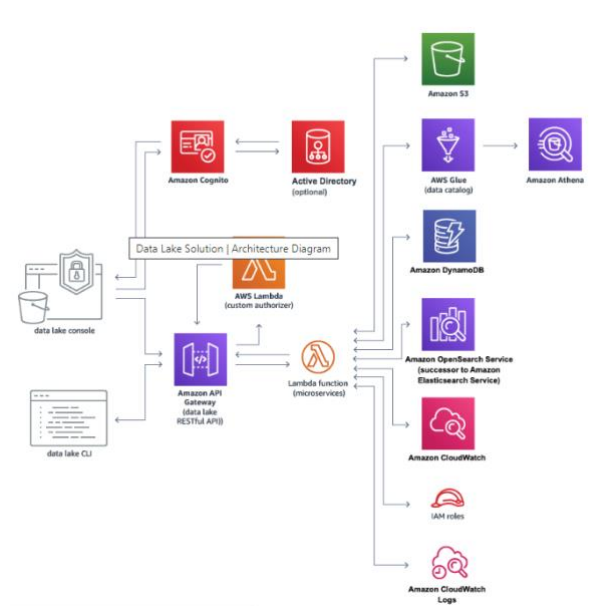 Amazon S3
Amazon Cognito
Active Directory
(optional)
AWS Glue
(data catalog)
Amazon Athena
Data Lake Solution | Architecture Diagram
Amazon DynamoDB
AWS Lambda
(custom authorizer)
data lake console
Amazon OpenSearch Service
(successor to Amazon
Elasticsearch Service)
Lambda function
(microservices)
Amazon API
Gateway
(data lake
RESTful API))
data lake CLI
Amazon CloudWatch
IAM roles
Amazon CloudWatch
Logs